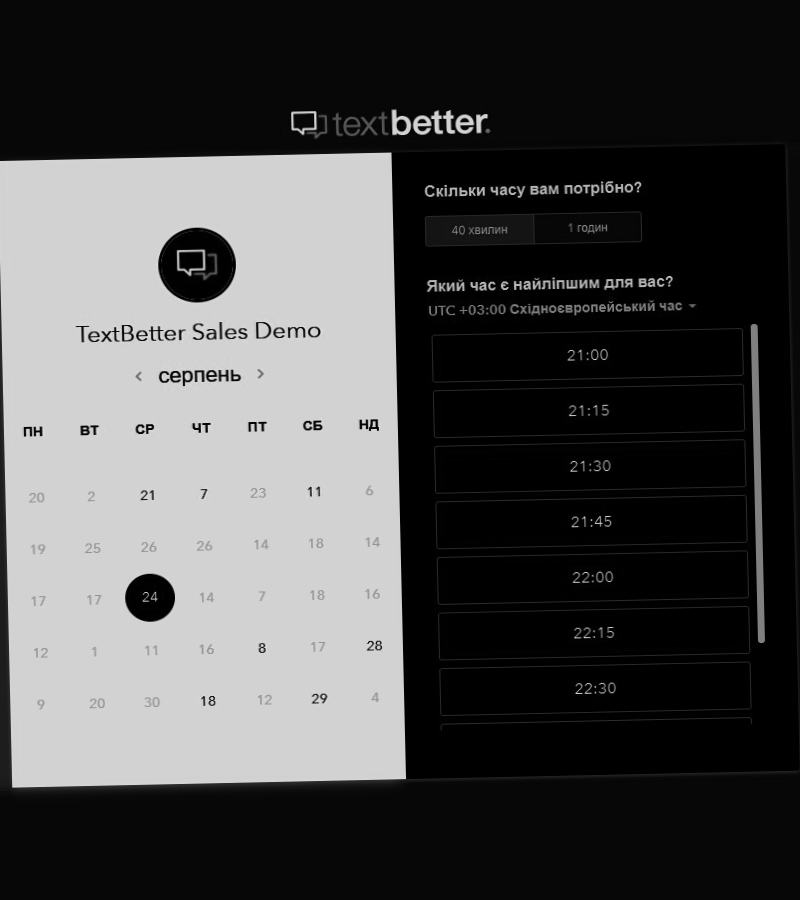 textbetter.
TextBetter Sales Demo
< серпень >
ПН ВТ СР ЧТ ПТ СБ НД
20 2 21 7 23 11 6
19 25 26 26 14 18 14
17 17 24 14 7 18 16
12 1 11 16 8 17 28
9 20 30 18 12 29 4
Скільки часу вам потрібно?
40 хвилин 1 годин
Який час є найліпшим для вас?
UTC +03:00 Східноєвропейський час
21:00
21:15
21:30
21:45
22:00
22:15
22:30